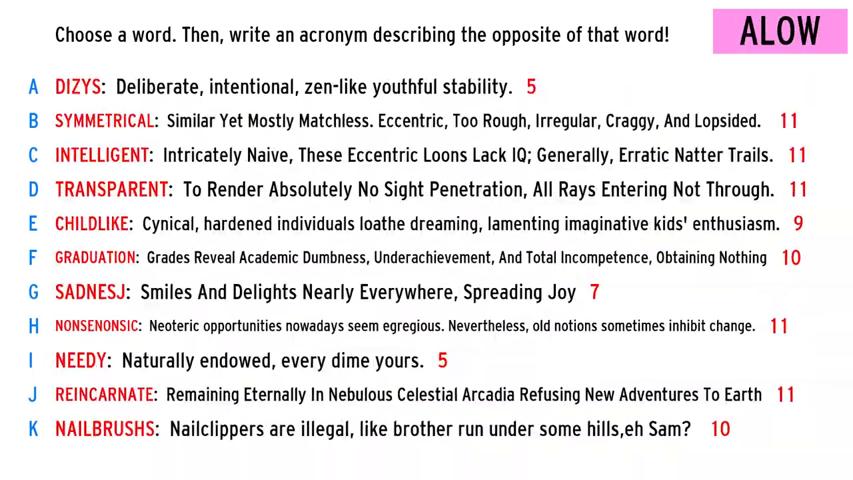 Choose a word. Then, write an acronym describing the opposite of that word! ALOW
A DIZYS: Deliberate, intentional, zen-like youthful stability. 5
B SYMMETRICAL: Similar Yet Mostly Matchless. Eccentric, Too Rough, Irregular, Craggy, And Lopsided. 11
C INTELLIGENT: Intricately Naive, These Eccentric Loons Lack IQ; Generally, Erratic Natter Trails. 11
D TRANSPARENT: To Render Absolutely No Sight Penetration, All Rays Entering Not Through. 11
E CHILDLIKE: Cynical, hardened individuals loathe dreaming, lamenting imaginative kids' enthusiasm. 9
F GRADUATION: Grades Reveal Academic Dumbness, Underachievement, And Total Incompetence, Obtaining Nothing 10
G SADNESJ: Smiles And Delights Nearly Everywhere, Spreading Joy 7
H NONSENONSIC: Neoteric opportunities nowadays seem egregious. Nevertheless, old notions sometimes inhibit change. 11
I NEEDY: Naturally endowed, every dime yours. 5
J REINCARNATE: Remaining Eternally In Nebulous Celestial Arcadia Refusing New Adventures To Earth 11
K NAILBRUSHS: Nailclippers are illegal, like brother run under some hills,eh Sam? 10